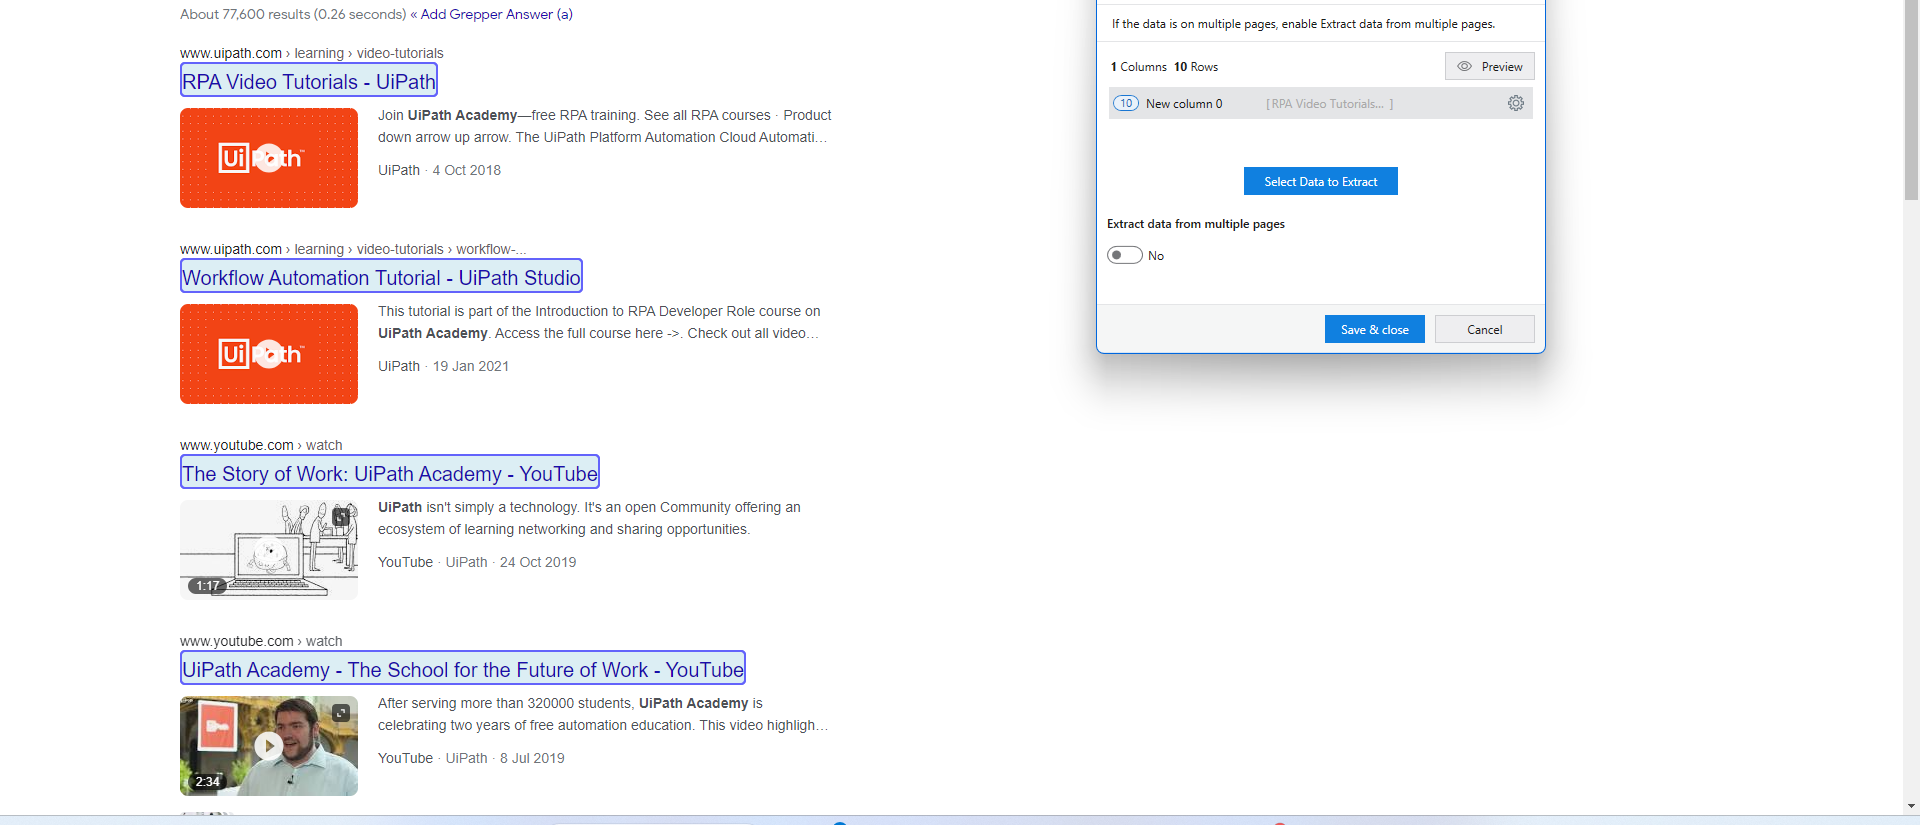 About 77,600 results (0.26 seconds) « Add Grepper Answer (a)
www.uipath.com › learning › video-tutorials
RPA Video Tutorials - UiPath
Ui Path™
Join UiPath Academy—free RPA training. See all RPA courses · Product
down arrow up arrow. The UiPath Platform Automation Cloud Automati...
UiPath · 4 Oct 2018
www.uipath.com › learning › video-tutorials › workflow-...
Workflow Automation Tutorial - UiPath Studio
Ui Path™
This tutorial is part of the Introduction to RPA Developer Role course on
UiPath Academy. Access the full course here ->. Check out all video...
UiPath · 19 Jan 2021
www.youtube.com › watch
The Story of Work: UiPath Academy - YouTube
1:17
UiPath isn't simply a technology. It's an open Community offering an
ecosystem of learning networking and sharing opportunities.
YouTube · UiPath · 24 Oct 2019
www.youtube.com › watch
UiPath Academy - The School for the Future of Work - YouTube
2:34
After serving more than 320000 students, UiPath Academy is
celebrating two years of free automation education. This video highligh...
YouTube · UiPath · 8 Jul 2019
If the data is on multiple pages, enable Extract data from multiple pages.
1 Columns 10 Rows
Preview
10 New column 0 [ RPA Video Tutorials... ]
Select Data to Extract
Extract data from multiple pages
No
Save & close
Cancel